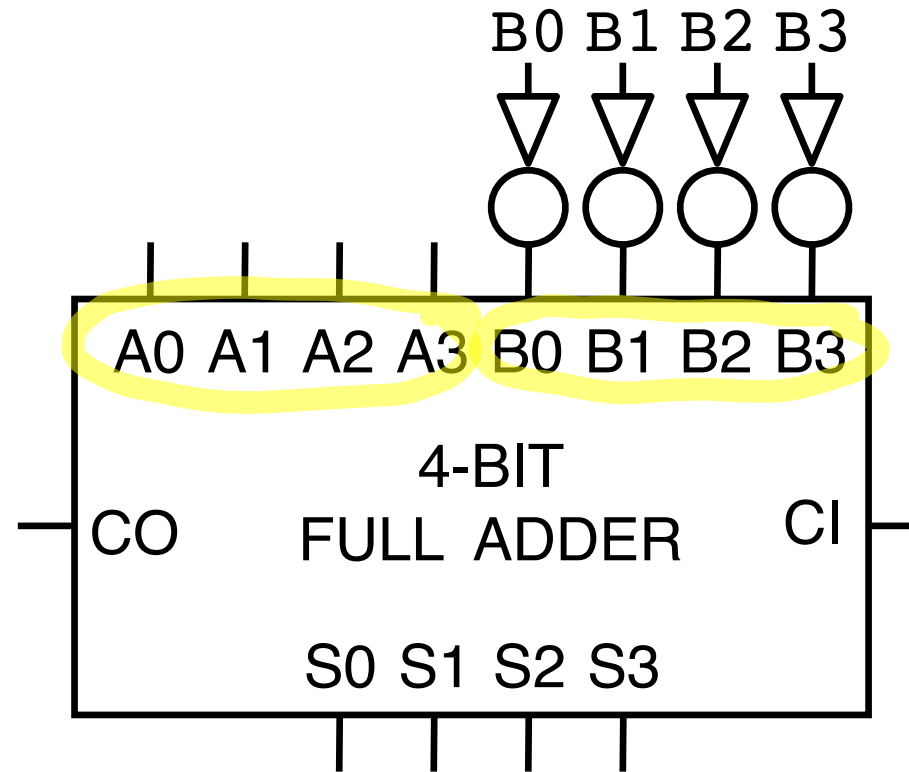 B0 B1 B2 B3
A0 A1 A2 A3 B0 B1 B2 B3
4-BIT
CO FULL ADDER CI
S0 S1 S2 S3